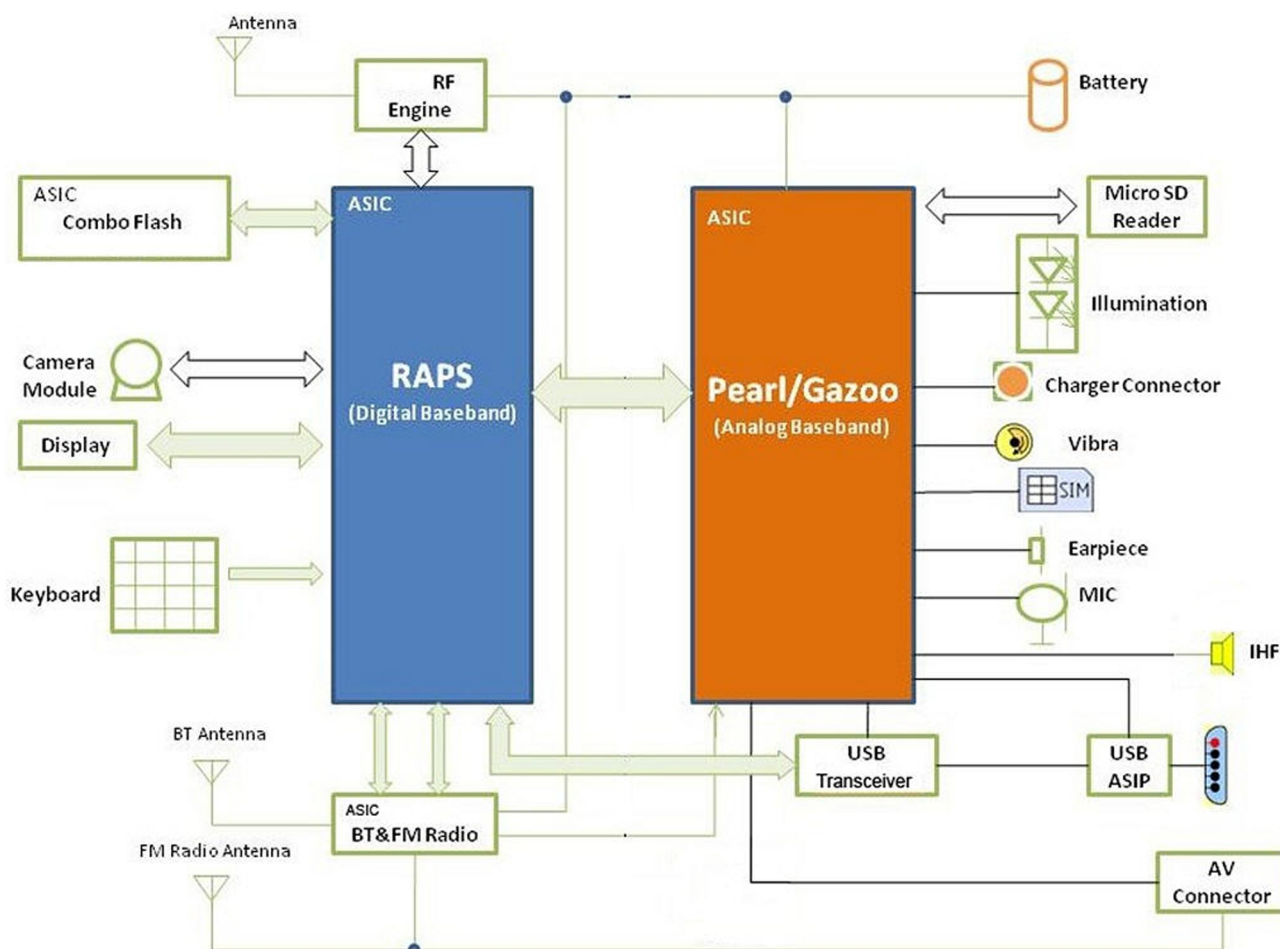 Antenna
RF
Engine
Battery
ASIC
Combo Flash
ASIC
RAPS
(Digital Baseband)
ASIC
Pearl/Gazoo
(Analog Baseband)
Micro SD
Reader
Illumination
Camera
Module
Charger Connector
Display
Vibra
SIM
Keyboard
Earpiece
MIC
IHF
BT Antenna
USB
Transceiver
USB
ASIP
ASIC
BT&FM Radio
FM Radio Antenna
AV
Connector